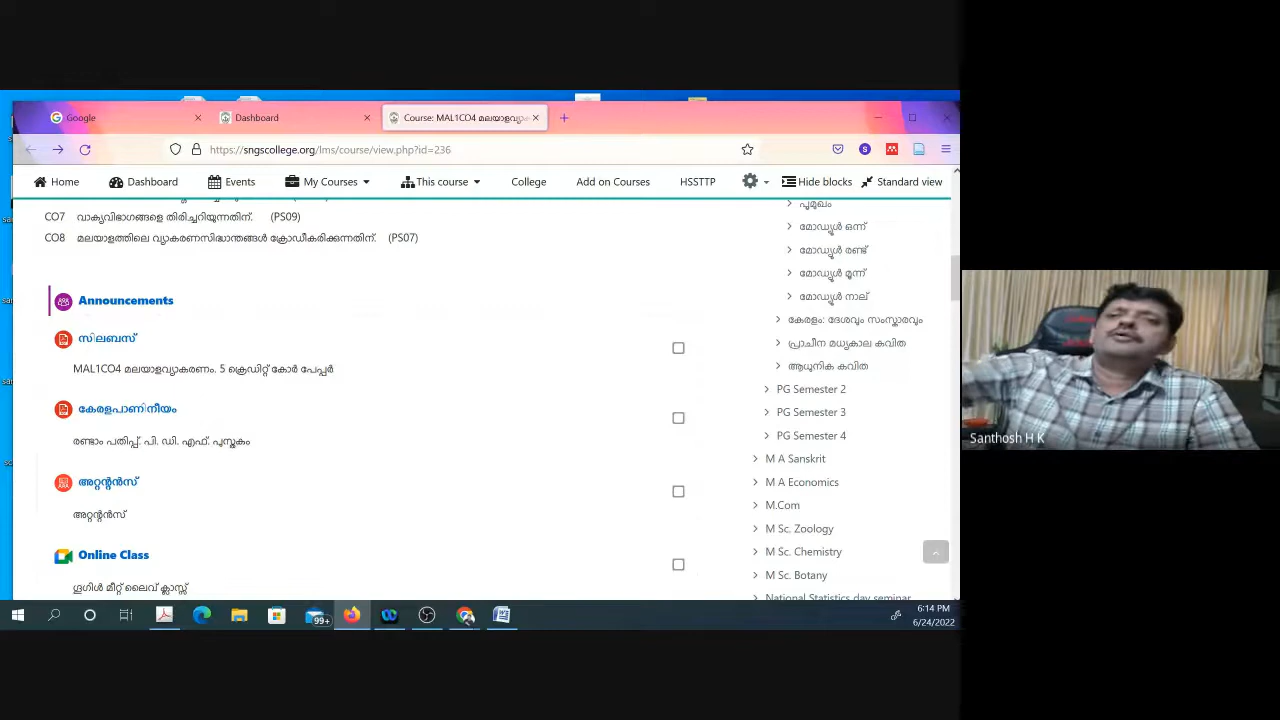 Google
Dashboard
Course: MAL1CO4 മലയാളവ്യാക
https://sngscollege.org/lms/course/view.php?id=236
Home
Dashboard
Events
My Courses
This course
College
Add on Courses
HSSTTP
Hide blocks
Standard view
CO7 വാക്യവിഭാഗങ്ങളെ തിരിച്ചറിയുന്നതിന്. (PS09)
CO8 മലയാളത്തിലെ വ്യാകരണസിദ്ധാന്തങ്ങൾ ക്രോഡീകരിക്കുന്നതിന്. (PS07)
Announcements
സിലബസ്
MAL1CO4 മലയാളവ്യാകരണം. 5 ക്രെഡിറ്റ് കോർ പേപ്പർ
കേരളപാണിനീയം
രണ്ടാം പതിപ്പ്. പി. ഡി. എഫ്. പുസ്തകം
അറ്റന്റൻസ്
അറ്റന്റൻസ്
Online Class
ഗൂഗിൾ മീറ്റ് ലൈവ് ക്ലാസ്സ്
പൂമുഖം
മോഡ്യൂൾ ഒന്ന്
മോഡ്യൂൾ രണ്ട്
മോഡ്യൂൾ മൂന്ന്
മോഡ്യൂൾ നാല്
കേരളം: ദേശവും സംസ്കാരവും
പ്രാചീന മധ്യകാല കവിത
ആധുനിക കവിത
PG Semester 2
PG Semester 3
PG Semester 4
M A Sanskrit
M A Economics
M.Com
M Sc. Zoology
M Sc. Chemistry
M Sc. Botany
National Statistics day seminar
99+
6:14 PM
6/24/2022
Santhosh H K